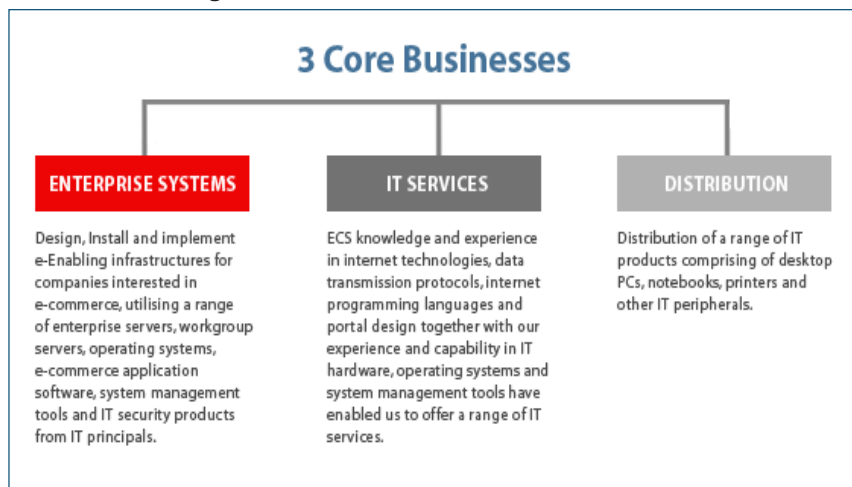 3 Core Businesses
ENTERPRISE SYSTEMS
Design, Install and implement
e-Enabling infrastructures for
companies interested in
e-commerce, utilising a range
of enterprise servers, workgroup
servers, operating systems,
e-commerce application
software, system management
tools and IT security products
from IT principals.
IT SERVICES
ECS knowledge and experience
in internet technologies, data
transmission protocols, internet
programming languages and
portal design together with our
experience and capability in IT
hardware, operating systems and
system management tools have
enabled us to offer a range of IT
services.
DISTRIBUTION
Distribution of a range of IT
products comprising of desktop
PCs, notebooks, printers and
other IT peripherals.